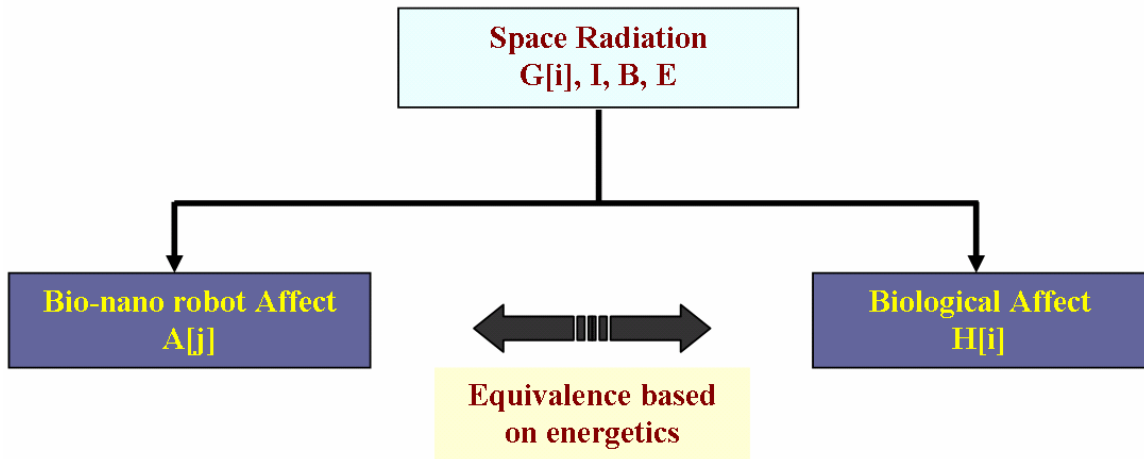 Space Radiation
G[i], I, B, E
Bio-nano robot Affect
A[j]
Biological Affect
H[i]
Equivalence based
on energetics